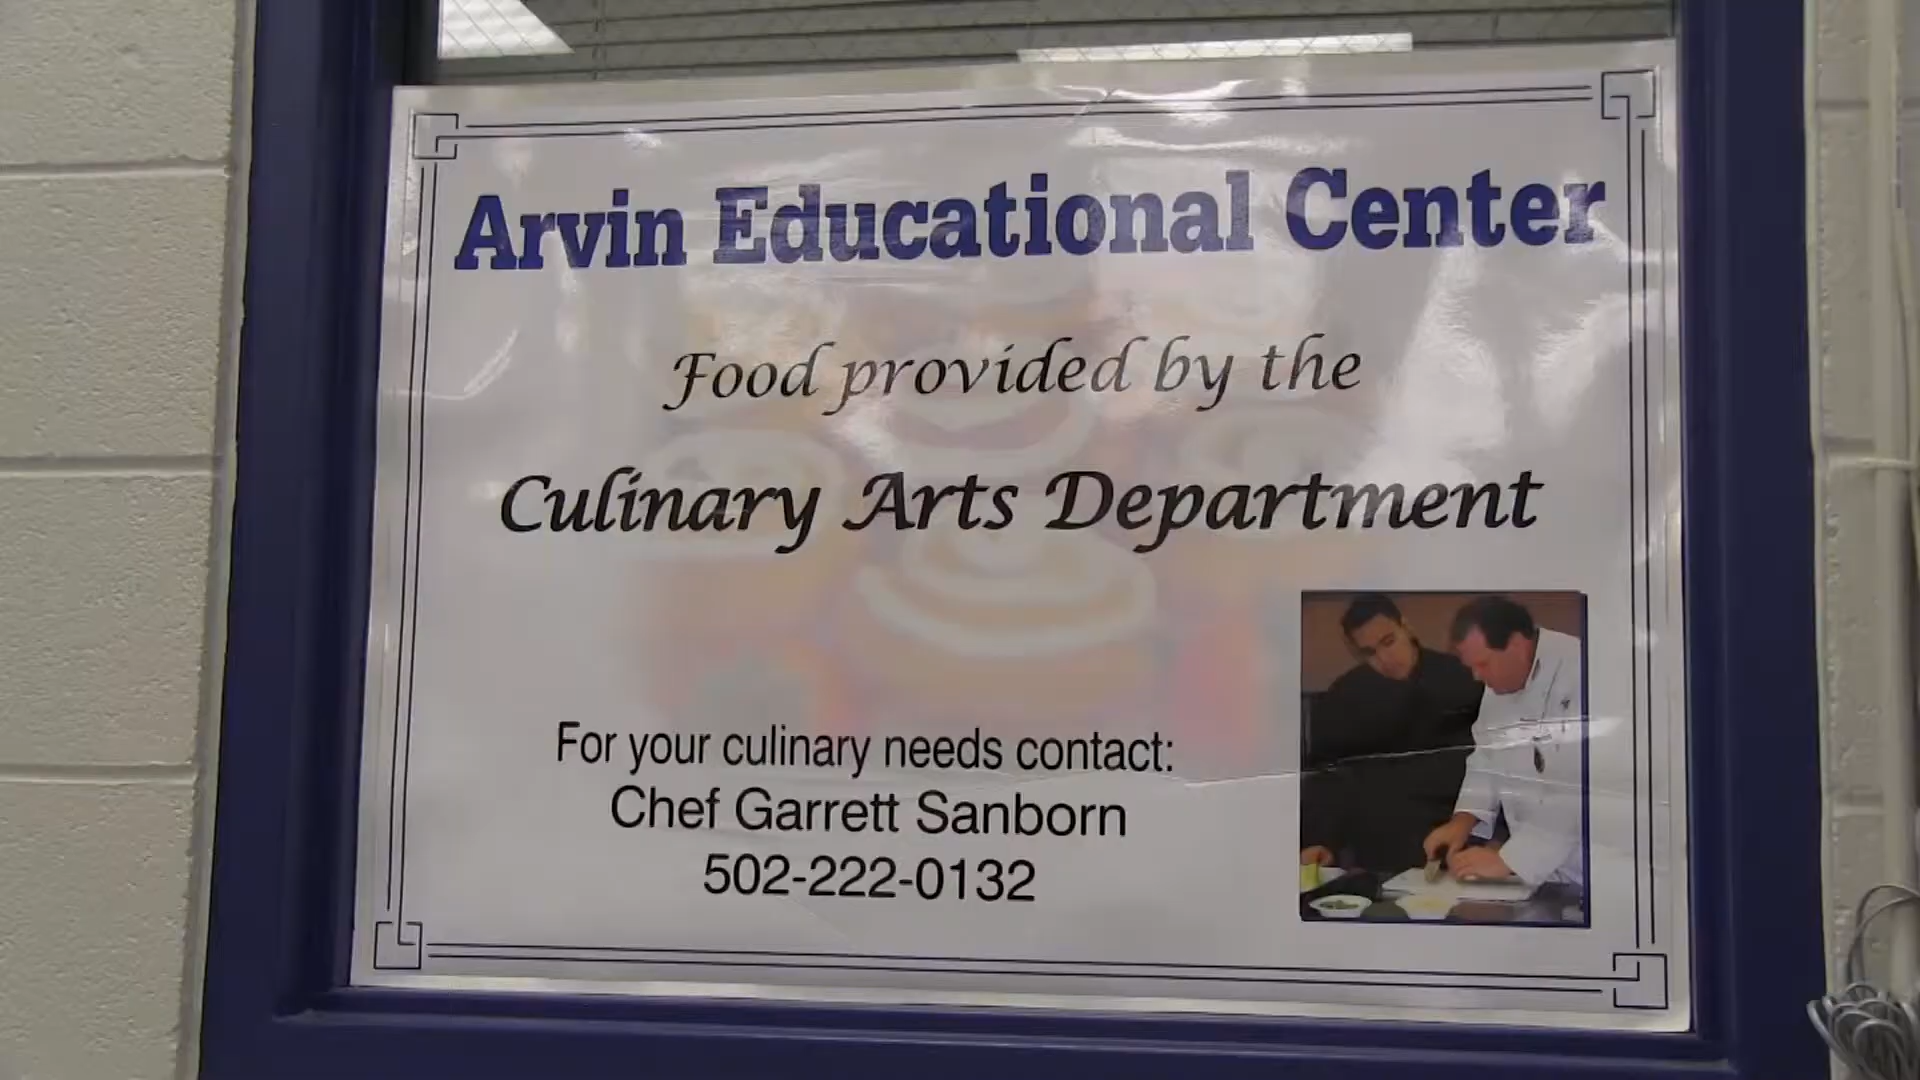 Arvin Educational Center
Food provided by the
Culinary Arts Department
For your culinary needs contact:
Chef Garrett Sanborn
502-222-0132